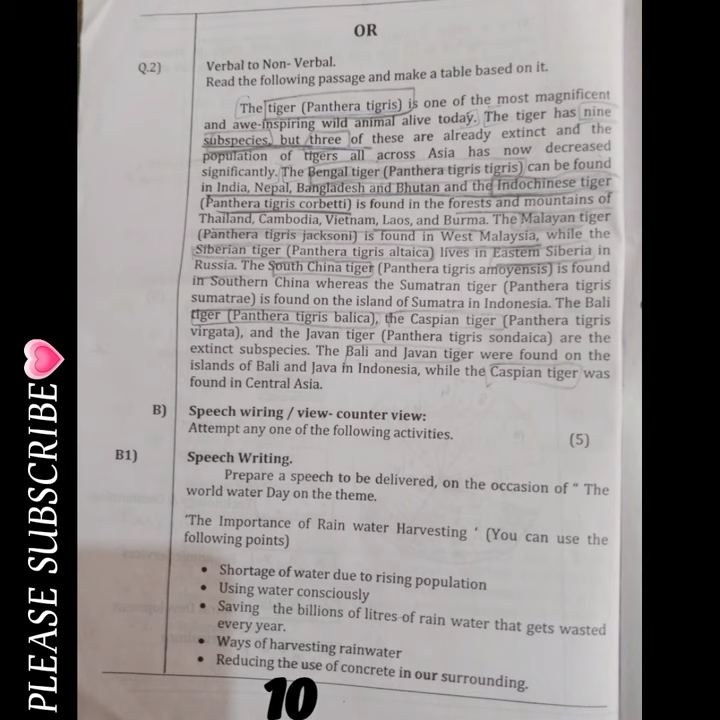 OR
Q.2) Verbal to Non- Verbal.
Read the following passage and make a table based on it.
The tiger (Panthera tigris) is one of the most magnificent
and awe-inspiring wild animal alive today. The tiger has nine
subspecies, but three of these are already extinct and the
population of tigers all across Asia has now decreased
significantly. The Bengal tiger (Panthera tigris tigris) can be found
in India, Nepal, Bangladesh and Bhutan and the Indochinese tiger
(Panthera tigris corbetti) is found in the forests and mountains of
Thailand, Cambodia, Vietnam, Laos, and Burma. The Malayan tiger
(Panthera tigris jacksoni) is found in West Malaysia, while the
Siberian tiger (Panthera tigris altaica) lives in Eastern Siberia in
Russia. The South China tiger (Panthera tigris amoyensis) is found
in Southern China whereas the Sumatran tiger (Panthera tigris
sumatrae) is found on the island of Sumatra in Indonesia. The Bali
tiger (Panthera tigris balica), the Caspian tiger (Panthera tigris
virgata), and the Javan tiger (Panthera tigris sondaica) are the
extinct subspecies. The Bali and Javan tiger were found on the
islands of Bali and Java in Indonesia, while the Caspian tiger was
found in Central Asia.
B) Speech wiring / view- counter view:
Attempt any one of the following activities. (5)
B1) Speech Writing.
Prepare a speech to be delivered, on the occasion of " The
world water Day on the theme.
'The Importance of Rain water Harvesting ' (You can use the
following points)
• Shortage of water due to rising population
• Using water consciously
• Saving the billions of litres of rain water that gets wasted
every year.
• Ways of harvesting rainwater
• Reducing the use of concrete in our surrounding.
10
PLEASE SUBSCRIBE